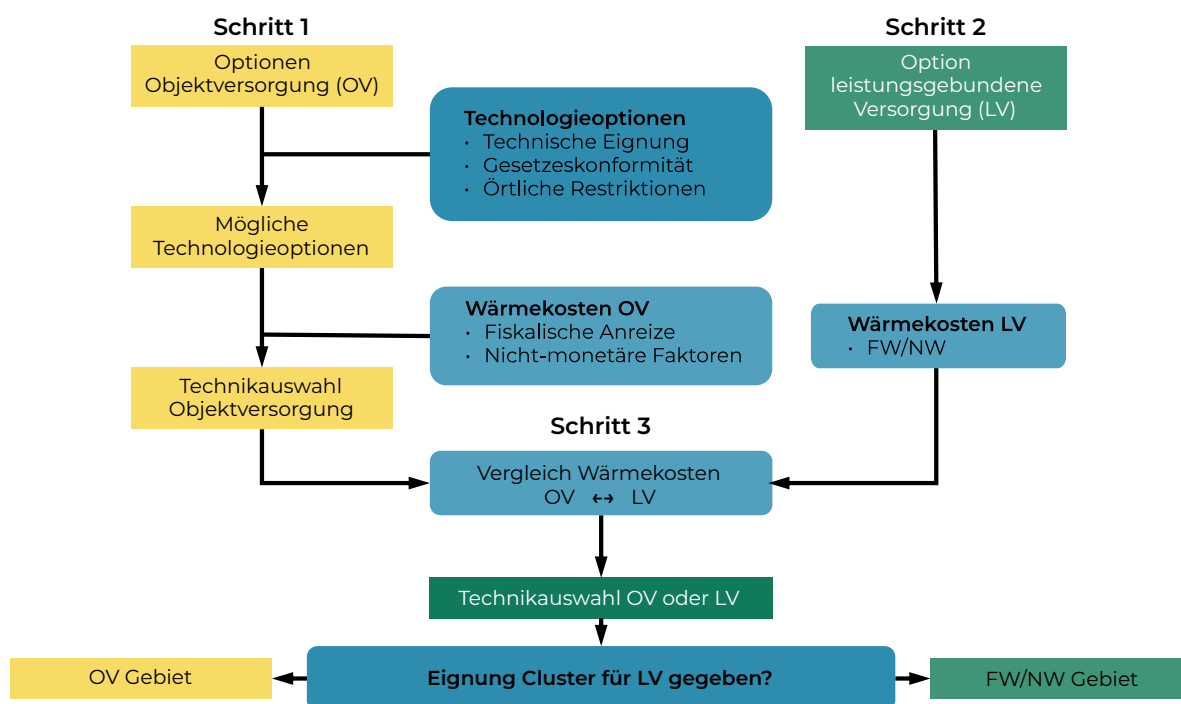 Schritt 1
Optionen
Objektversorgung (OV)
Technologieoptionen
· Technische Eignung
· Gesetzeskonformität
· Örtliche Restriktionen
Mögliche
Technologieoptionen
Wärmekosten OV
· Fiskalische Anreize
· Nicht-monetäre Faktoren
Technikauswahl
Objektversorgung
Schritt 2
Option
leistungsgebundene
Versorgung (LV)
Wärmekosten LV
· FW/NW
Schritt 3
Vergleich Wärmekosten
OV ↔ LV
Technikauswahl OV oder LV
OV Gebiet
Eignung Cluster für LV gegeben?
FW/NW Gebiet